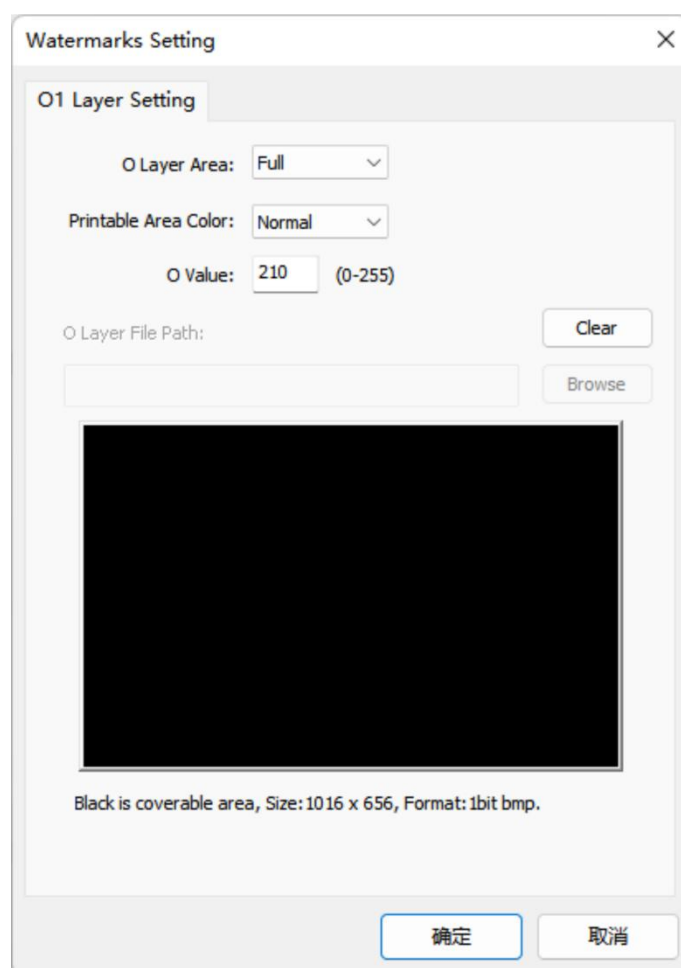 Watermarks Setting
O1 Layer Setting
O Layer Area: Full
Printable Area Color: Normal
O Value: 210 (0-255)
O Layer File Path:
Clear
Browse
Black is coverable area, Size:1016 x 656, Format:1bit bmp.
确定 取消